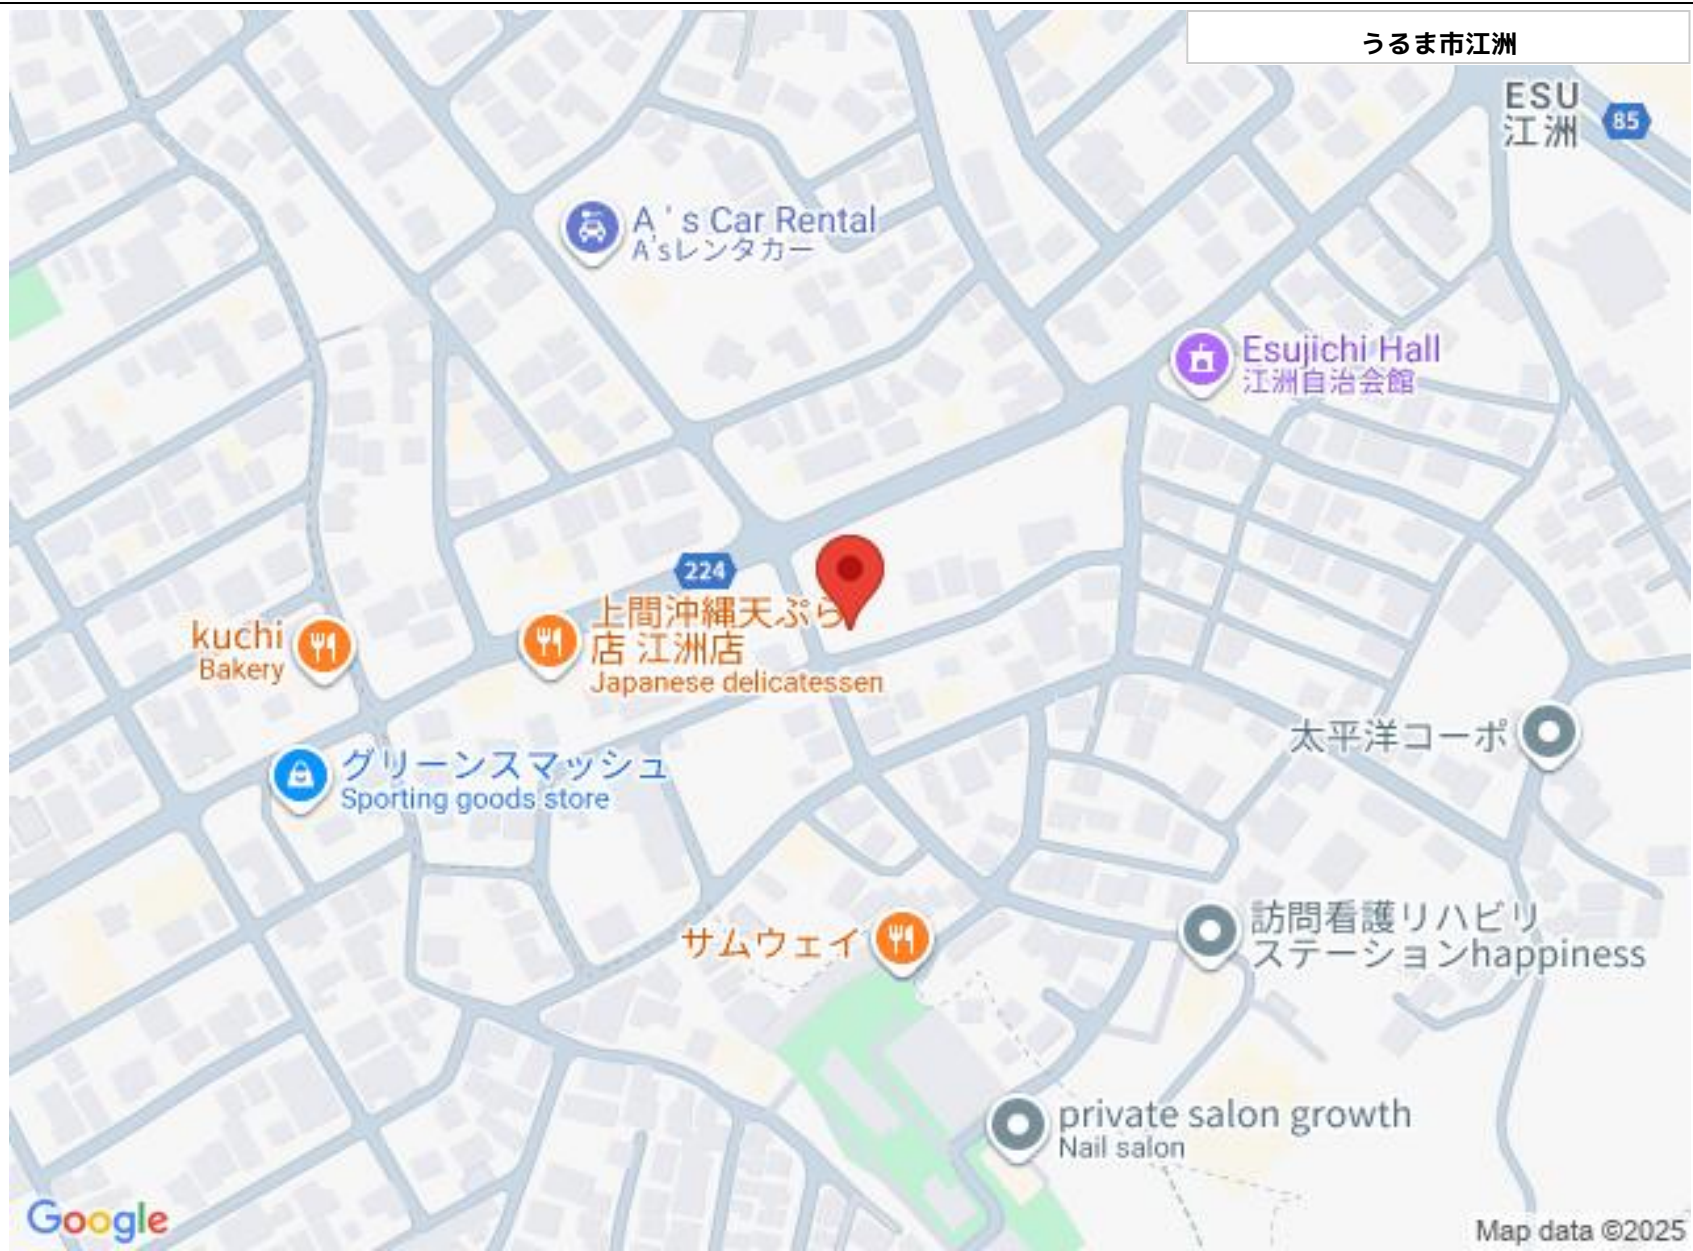 うるま市江洲
ESU
江洲
85
A's Car Rental
A'sレンタカー
Esujichi Hall
江洲自治会館
224
上間沖縄天ぷら
店 江洲店
Japanese delicatessen
kuchi
Bakery
グリーンスマッシュ
Sporting goods store
太平洋コーポ
サムウェイ
訪問看護リハビリ
ステーションhappiness
private salon growth
Nail salon
Google
Map data ©2025